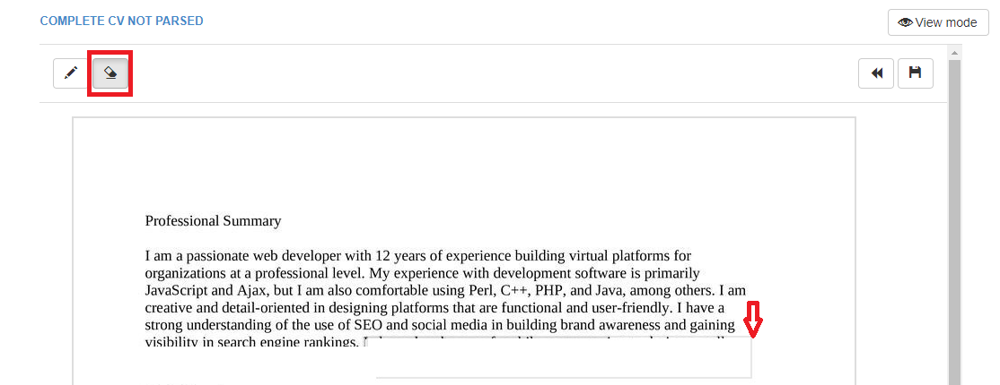 COMPLETE CV NOT PARSED
View mode
Professional Summary
I am a passionate web developer with 12 years of experience building virtual platforms for
organizations at a professional level. My experience with development software is primarily
JavaScript and Ajax, but I am also comfortable using Perl, C++, PHP, and Java, among others. I am
creative and detail-oriented in designing platforms that are functional and user-friendly. I have a
strong understanding of the use of SEO and social media in building brand awareness and gaining
visibility in search engine rankings.